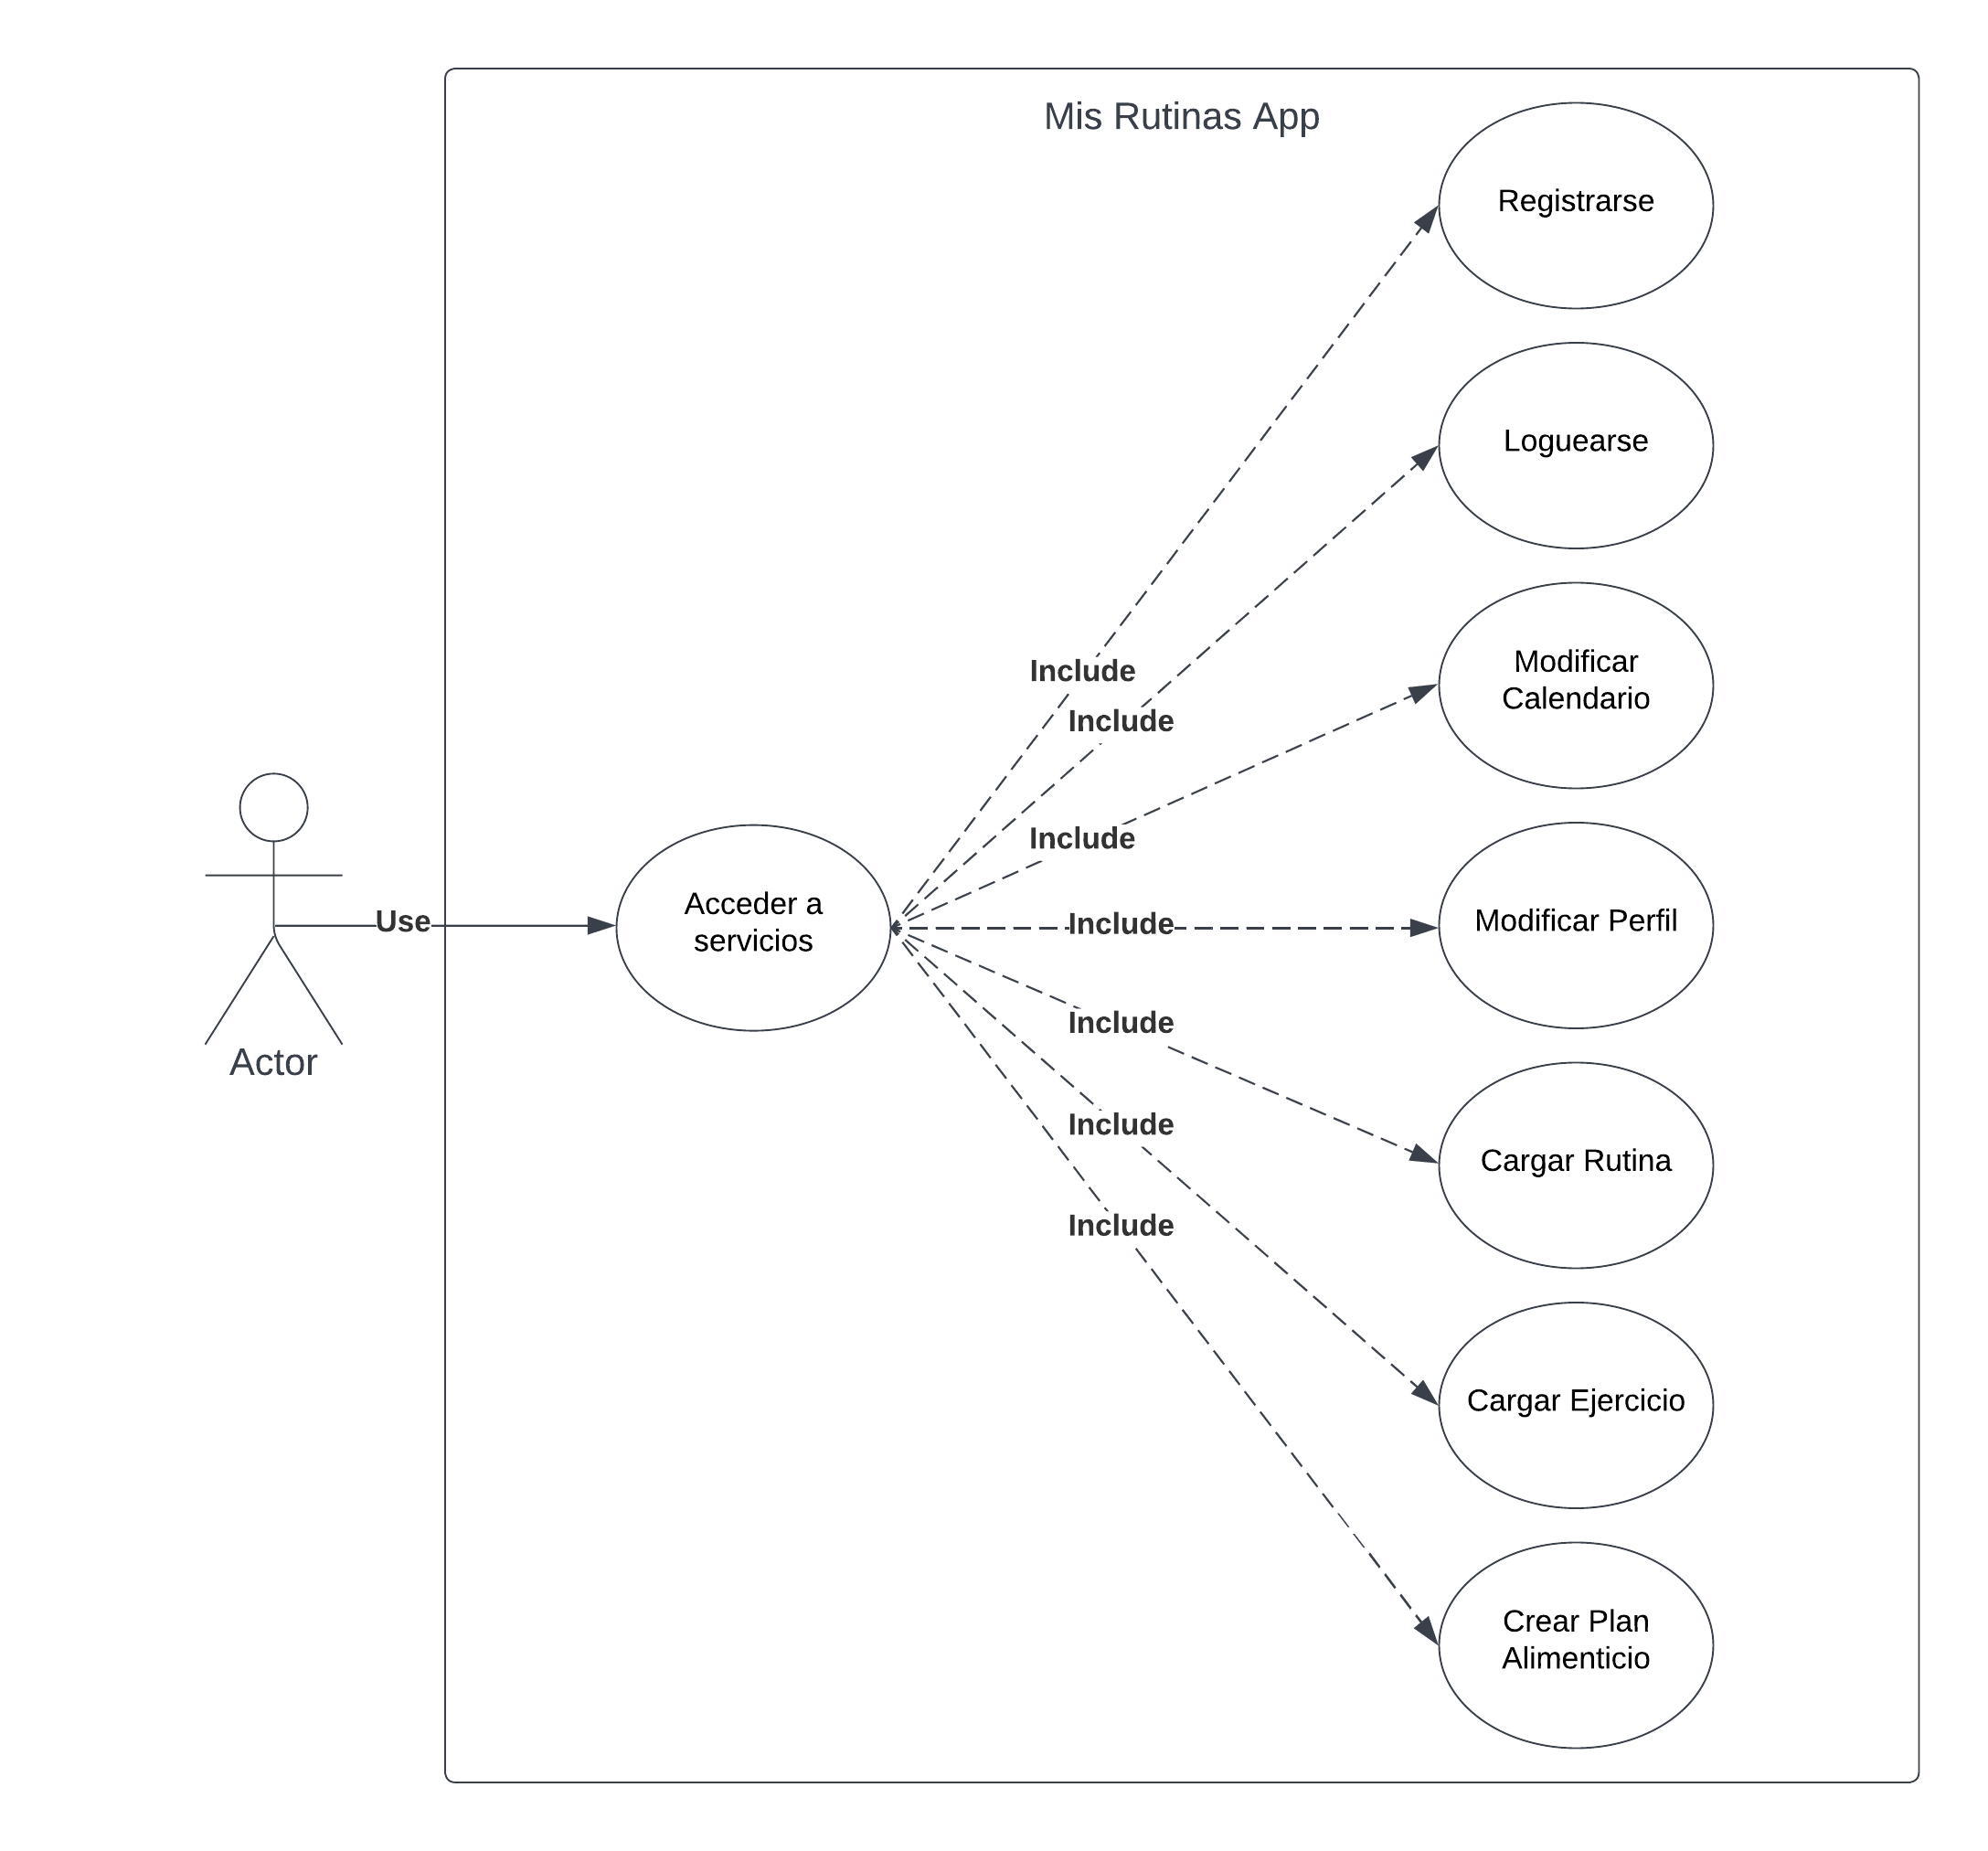 Mis Rutinas App
Registrarse
Loguearse
Include
Modificar
Calendario
Include
Include
Acceder a
servicios
Use
Include
Modificar Perfil
Include
Actor
Include
Cargar Rutina
Include
Cargar Ejercicio
Crear Plan
Alimenticio